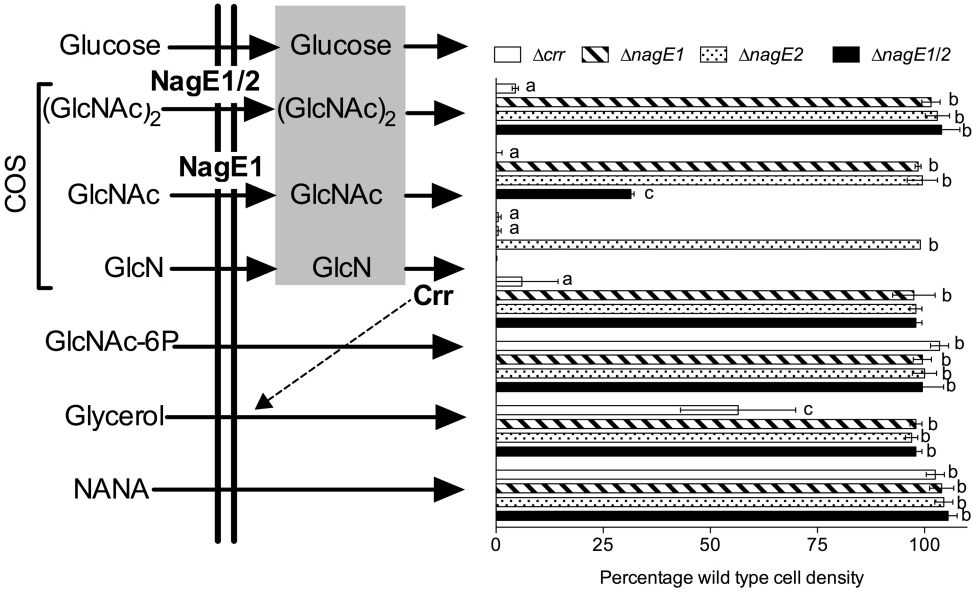 Glucose Glucose
Δcrr ΔnagE1 ΔnagE2 ΔnagE1/2
NagE1/2
(GlcNAc)2 (GlcNAc)2
a
b
b
b
NagE1
COS
GlcNAc GlcNAc
a
b
b
c
GlcN GlcN
a
a
b
Crr
a
b
GlcNAc-6P
b
b
b
b
Glycerol
c
b
b
b
NANA
b
b
b
b
0 25 50 75 100
Percentage wild type cell density